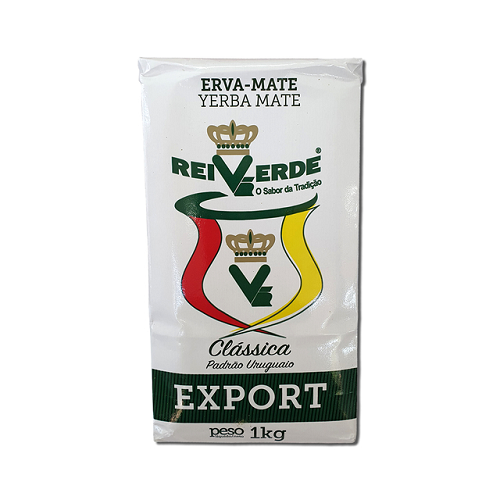 ERVA-MATE
YERBA MATE
REI VERDE®
O Sabor da Tradição
Clássica
Padrão Uruguaio
EXPORT
peso 1kg